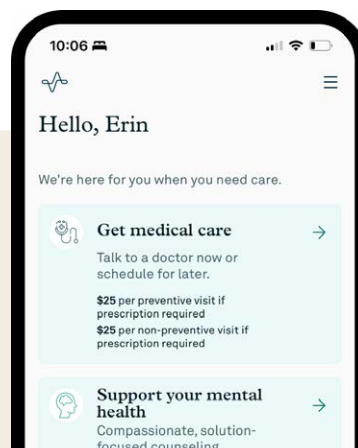 10:06
Hello, Erin
We're here for you when you need care.
Get medical care
Talk to a doctor now or
schedule for later.
$25 per preventive visit if
prescription required
$25 per non-preventive visit if
prescription required
Support your mental
health
Compassionate, solution-
focused counseling